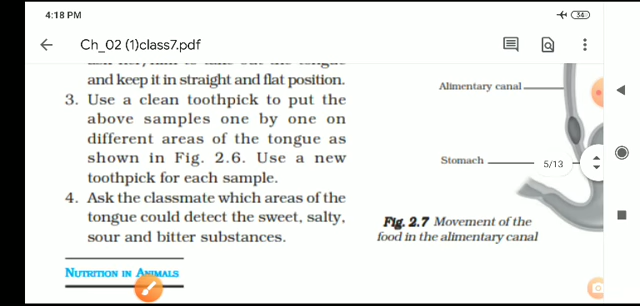 4:18 PM
34
Ch_02 (1)class7.pdf
and keep it in straight and flat position.
3. Use a clean toothpick to put the
above samples one by one on
different areas of the tongue as
shown in Fig. 2.6. Use a new
toothpick for each sample.
4. Ask the classmate which areas of the
tongue could detect the sweet, salty,
sour and bitter substances.
NUTRITION IN ANIMALS
Alimentary canal
Stomach
5/13
Fig. 2.7 Movement of the
food in the alimentary canal